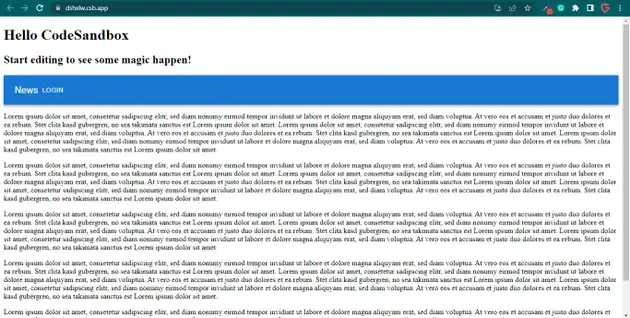 dshxlw.csb.app
Hello CodeSandbox
Start editing to see some magic happen!
News LOGIN
Lorem ipsum dolor sit amet, consetetur sadipscing elitr, sed diam nonumy eirmod tempor invidunt ut labore et dolore magna aliquyam erat, sed diam voluptua. At vero eos et accusam et justo duo dolores et
ea rebum. Stet clita kasd gubergren, no sea takimata sanctus est Lorem ipsum dolor sit amet. Lorem ipsum dolor sit amet, consetetur sadipscing elitr, sed diam nonumy eirmod tempor invidunt ut labore et
dolore magna aliquyam erat, sed diam voluptua. At vero eos et accusam et justo duo dolores et ea rebum. Stet clita kasd gubergren, no sea takimata sanctus est Lorem ipsum dolor sit amet. Lorem ipsum dolor
sit amet, consetetur sadipscing elitr, sed diam nonumy eirmod tempor invidunt ut labore et dolore magna aliquyam erat, sed diam voluptua. At vero eos et accusam et justo duo dolores et ea rebum. Stet clita
kasd gubergren, no sea takimata sanctus est Lorem ipsum dolor sit amet.
Lorem ipsum dolor sit amet, consetetur sadipscing elitr, sed diam nonumy eirmod tempor invidunt ut labore et dolore magna aliquyam erat, sed diam voluptua. At vero eos et accusam et justo duo dolores et
ea rebum. Stet clita kasd gubergren, no sea takimata sanctus est Lorem ipsum dolor sit amet. Lorem ipsum dolor sit amet, consetetur sadipscing elitr, sed diam nonumy eirmod tempor invidunt ut labore et
dolore magna aliquyam erat, sed diam voluptua. At vero eos et accusam et justo duo dolores et ea rebum. Stet clita kasd gubergren, no sea takimata sanctus est Lorem ipsum dolor sit amet. Lorem ipsum dolor
sit amet, consetetur sadipscing elitr, sed diam nonumy eirmod tempor invidunt ut labore et dolore magna aliquyam erat, sed diam voluptua. At vero eos et accusam et justo duo dolores et ea rebum. Stet clita
kasd gubergren, no sea takimata sanctus est Lorem ipsum dolor sit amet.
Lorem ipsum dolor sit amet, consetetur sadipscing elitr, sed diam nonumy eirmod tempor invidunt ut labore et dolore magna aliquyam erat, sed diam voluptua. At vero eos et accusam et justo duo dolores et
ea rebum. Stet clita kasd gubergren, no sea takimata sanctus est Lorem ipsum dolor sit amet. Lorem ipsum dolor sit amet, consetetur sadipscing elitr, sed diam nonumy eirmod tempor invidunt ut labore et
dolore magna aliquyam erat, sed diam voluptua. At vero eos et accusam et justo duo dolores et ea rebum. Stet clita kasd gubergren, no sea takimata sanctus est Lorem ipsum dolor sit amet. Lorem ipsum dolor
sit amet, consetetur sadipscing elitr, sed diam nonumy eirmod tempor invidunt ut labore et dolore magna aliquyam erat, sed diam voluptua. At vero eos et accusam et justo duo dolores et ea rebum. Stet clita
kasd gubergren, no sea takimata sanctus est Lorem ipsum dolor sit amet.
Lorem ipsum dolor sit amet, consetetur sadipscing elitr, sed diam nonumy eirmod tempor invidunt ut labore et dolore magna aliquyam erat, sed diam voluptua. At vero eos et accusam et justo duo dolores et
ea rebum. Stet clita kasd gubergren, no sea takimata sanctus est Lorem ipsum dolor sit amet. Lorem ipsum dolor sit amet, consetetur sadipscing elitr, sed diam nonumy eirmod tempor invidunt ut labore et
dolore magna aliquyam erat, sed diam voluptua. At vero eos et accusam et justo duo dolores et ea rebum. Stet clita kasd gubergren, no sea takimata sanctus est Lorem ipsum dolor sit amet. Lorem ipsum dolor
sit amet, consetetur sadipscing elitr, sed diam nonumy eirmod tempor invidunt ut labore et dolore magna aliquyam erat, sed diam voluptua. At vero eos et accusam et justo duo dolores et ea rebum. Stet clita
kasd gubergren, no sea takimata sanctus est Lorem ipsum dolor sit amet.
Lorem ipsum dolor sit amet, consetetur sadipscing elitr, sed diam nonumy eirmod tempor invidunt ut labore et dolore magna aliquyam erat, sed diam voluptua. At vero eos et accusam et justo duo dolores et